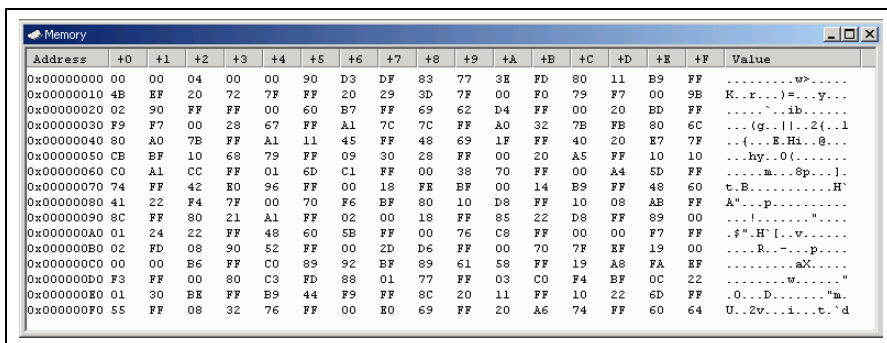 Memory
Address +0 +1 +2 +3 +4 +5 +6 +7 +8 +9 +A +B +C +D +E +F Value
0x00000000 00 00 04 00 00 90 D3 DF 83 77 3E FD 80 11 B9 FF .........w>.....
0x00000010 4B EF 20 72 7F FF 20 29 3D 7F 00 F0 79 F7 00 9B K..r...)=...y...
0x00000020 02 90 FF FF 00 60 B7 FF 69 62 D4 FF 00 20 BD FF .....`..ib......
0x00000030 F9 F7 00 28 67 FF A1 7C 7C FF A0 32 7B FB 80 6C ...(g..||..2{..l
0x00000040 80 A0 7B FF A1 11 45 FF 48 69 1F FF 40 20 E7 7F ..{...E.Hi..@...
0x00000050 CB BF 10 68 79 FF 09 30 28 FF 00 20 A5 FF 10 10 ...hy..0(.......
0x00000060 C0 A1 CC FF 01 6D C1 FF 00 38 70 FF 00 A4 5D FF .....m...8p...].
0x00000070 74 FF 42 E0 96 FF 00 18 FE BF 00 14 B9 FF 48 60 t.B...........H`
0x00000080 41 22 F4 7F 00 70 F6 BF 80 10 D8 FF 10 08 AB FF A"...p..........
0x00000090 8C FF 80 21 A1 FF 02 00 18 FF 85 22 D8 FF 89 00 ...!......."....
0x000000A0 01 24 22 FF 48 60 5B FF 00 76 C8 FF 00 00 F7 FF .$".H`[..v......
0x000000B0 02 FD 08 90 52 FF 00 2D D6 FF 00 70 7F EF 19 00 ....R..-...p....
0x000000C0 00 00 B6 FF C0 89 92 BF 89 61 58 FF 19 A8 FA EF .........aX.....
0x000000D0 F3 FF 00 80 C3 FD 88 01 77 FF 03 C0 F4 BF 0C 22 ........w......"
0x000000E0 01 30 BE FF B9 44 F9 FF 8C 20 11 FF 10 22 6D FF .0...D......."m.
0x000000F0 55 FF 08 32 76 FF 00 E0 69 FF 20 A6 74 FF 60 64 U..2v...i...t.`d